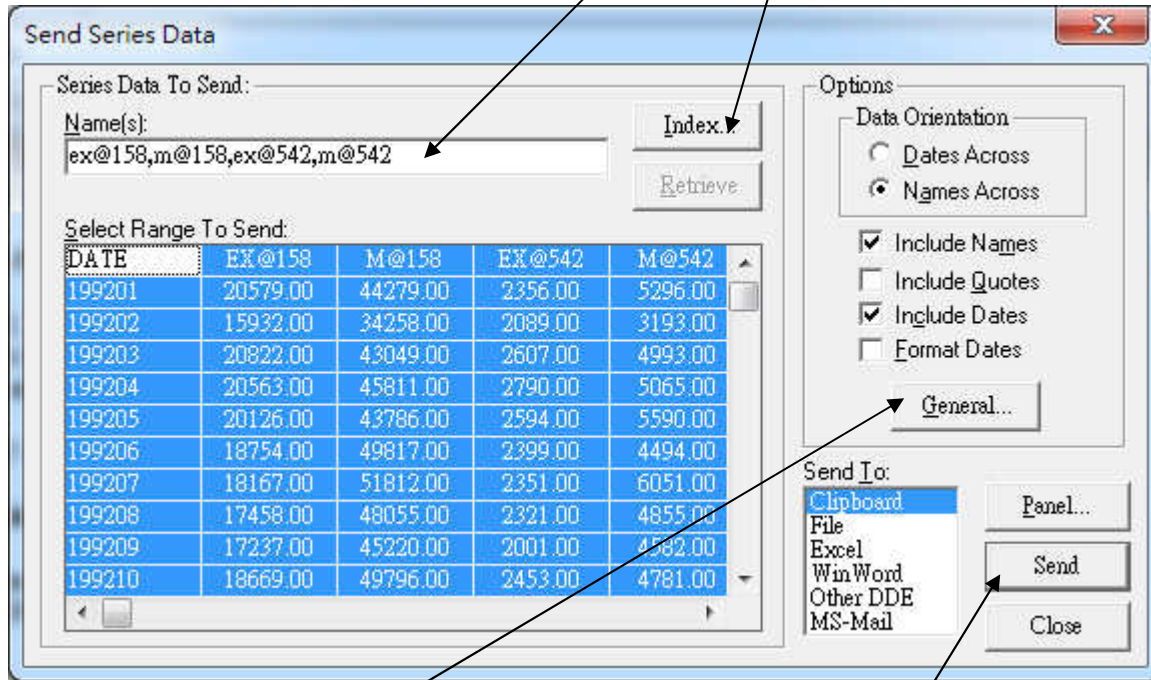 Send Series Data
Series Data To Send:
Name(s):
ex@158,m@158,ex@542,m@542
Index...
Retrieve
Select Range To Send:
DATE EX@158 M@158 EX@542 M@542
199201 20579.00 44279.00 2356.00 5296.00
199202 15932.00 34258.00 2089.00 3193.00
199203 20822.00 43049.00 2607.00 4993.00
199204 20563.00 45811.00 2790.00 5065.00
199205 20126.00 43786.00 2594.00 5590.00
199206 18754.00 49817.00 2399.00 4494.00
199207 18167.00 51812.00 2351.00 6051.00
199208 17458.00 48055.00 2321.00 4855.00
199209 17237.00 45220.00 2001.00 4582.00
199210 18669.00 49796.00 2453.00 4781.00
Options
Data Orientation
Dates Across
Names Across
Include Names
Include Quotes
Include Dates
Format Dates
General...
Send To:
Clipboard
File
Excel
WinWord
Other DDE
MS-Mail
Panel...
Send
Close